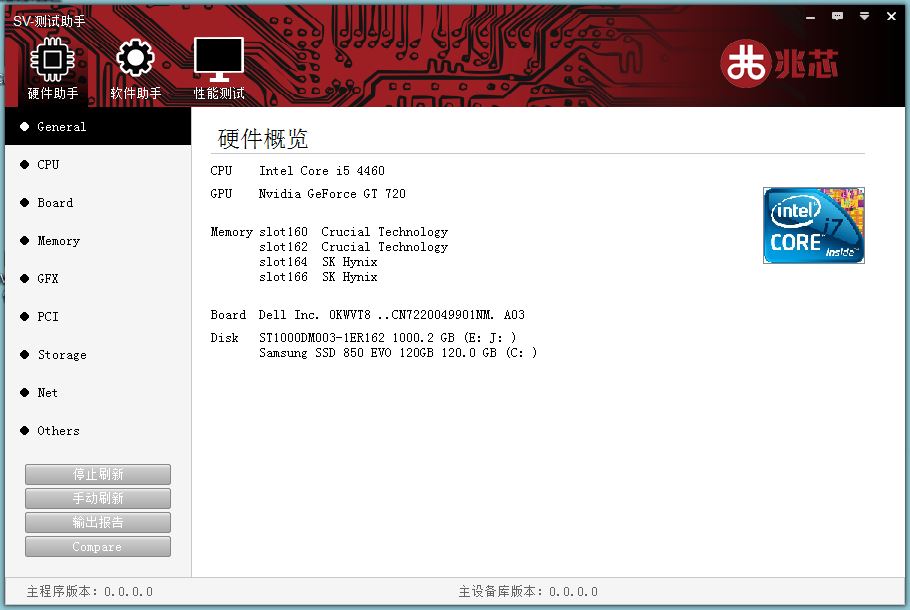 SV-测试助手
硬件助手 软件助手 性能测试
兆芯
General
CPU
Board
Memory
GFX
PCI
Storage
Net
Others
停止刷新
手动刷新
输出报告
Compare
硬件概览
CPU Intel Core i5 4460
GPU Nvidia GeForce GT 720
Memory slot160 Crucial Technology
slot162 Crucial Technology
slot164 SK Hynix
slot166 SK Hynix
Board Dell Inc. 0KWVT8 ..CN7220049901NM. A03
Disk ST1000DM003-1ER162 1000.2 GB (E: J: )
Samsung SSD 850 EVO 120GB 120.0 GB (C: )
intel
i7
CORE™
inside™
主程序版本: 0.0.0.0 主设备库版本: 0.0.0.0